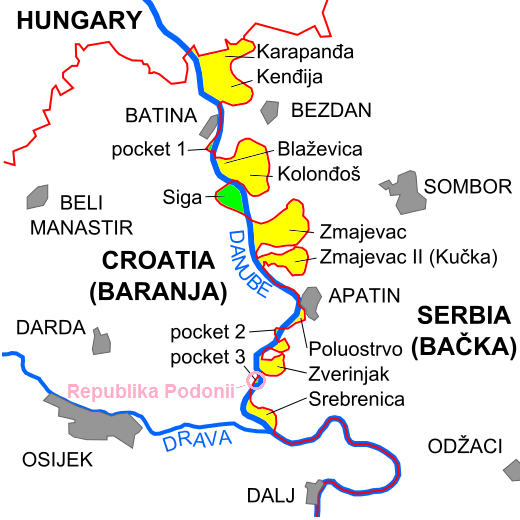 HUNGARY
Karapanđa
Kenđija
BATINA
BEZDAN
pocket 1
Blaževica
Kolonđoš
Siga
SOMBOR
BELI
MANASTIR
Zmajevac
DANUBE
Zmajevac II (Kučka)
CROATIA
(BARANJA)
APATIN
SERBIA
(BAČKA)
DARDA
pocket 2
Poluostrvo
pocket 3
Zverinjak
Republika Podonii
Srebrenica
DRAVA
OSIJEK
ODŽACI
DALJ